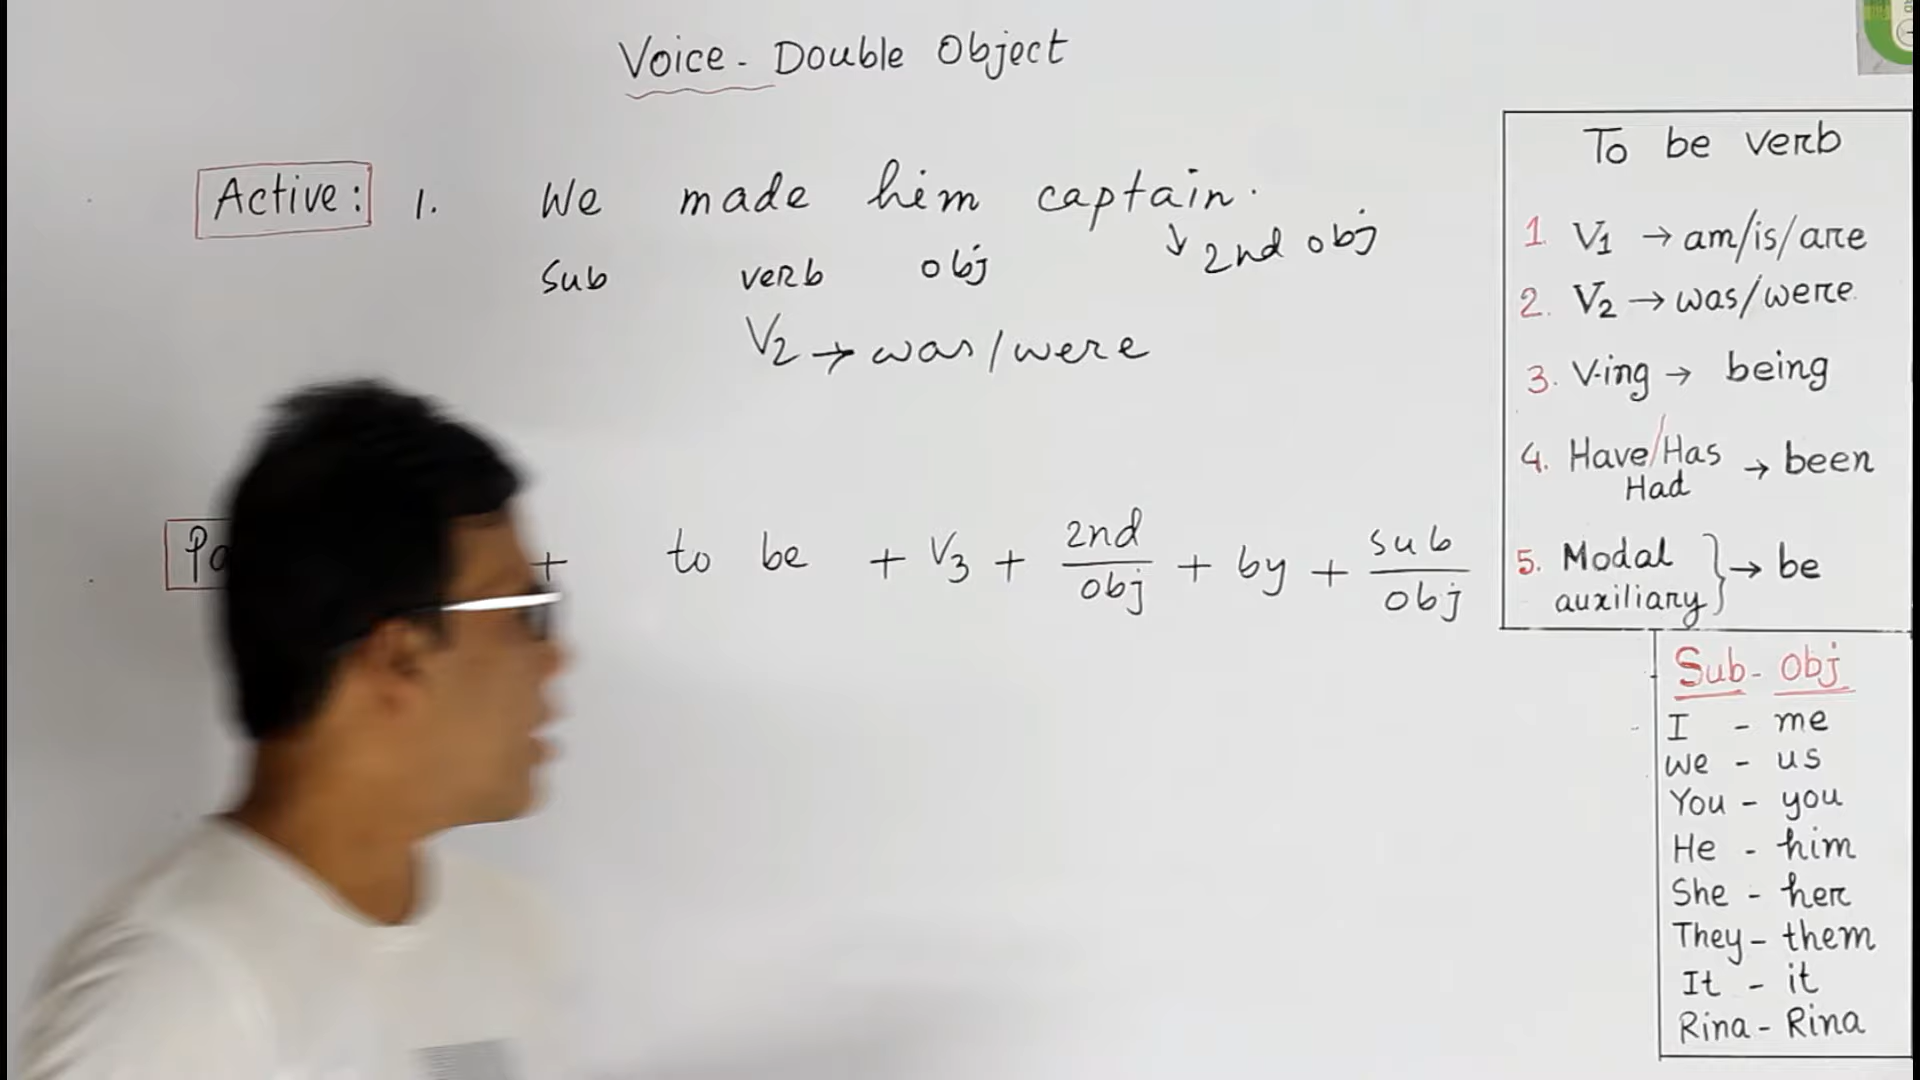 Voice - Double Object
Active: 1. We made him captain.
Sub verb obj ↓ 2nd obj
V2 → was/were
+ to be + V3 + 2nd obj + by + sub obj
To be verb
1. V1 → am/is/are
2. V2 → was/were
3. V-ing → being
4. Have/Has Had → been
5. Modal auxiliary } → be
Sub - Obj
I - me
We - us
You - you
He - him
She - her
They - them
It - it
Rina - Rina